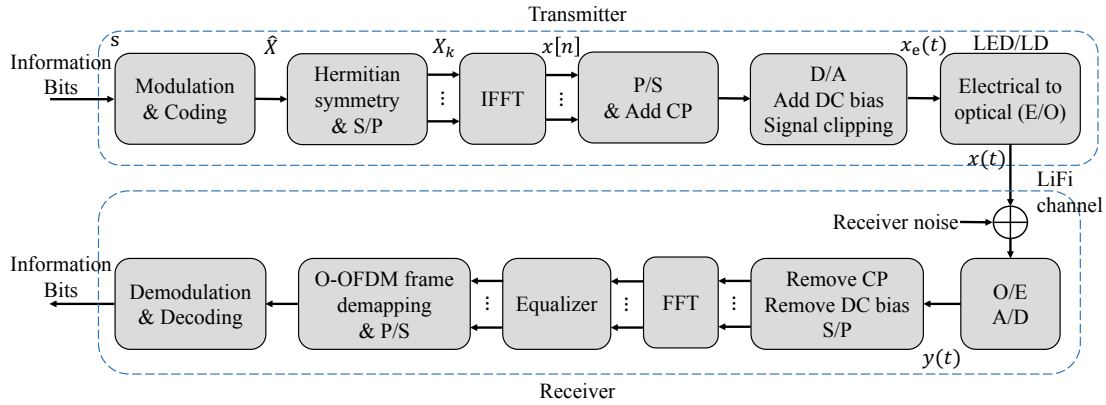 Transmitter
s
X̂
X_k
x[n]
x_e(t)
LED/LD
Information
Bits
Modulation
& Coding
Hermitian
symmetry
& S/P
⋮
IFFT
⋮
P/S
& Add CP
D/A
Add DC bias
Signal clipping
Electrical to
optical (E/O)
x(t)
LiFi
channel
Receiver noise
Information
Bits
Demodulation
& Decoding
O-OFDM frame
demapping
& P/S
⋮
Equalizer
⋮
FFT
⋮
Remove CP
Remove DC bias
S/P
O/E
A/D
y(t)
Receiver